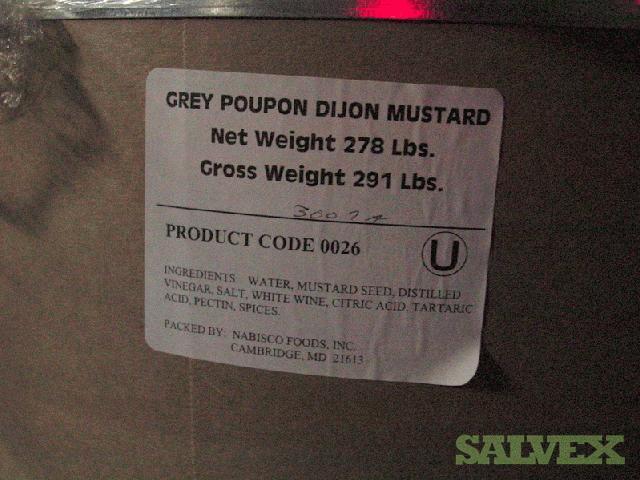 GREY POUPON DIJON MUSTARD
Net Weight 278 Lbs.
Gross Weight 291 Lbs.
PRODUCT CODE 0026
U
INGREDIENTS WATER, MUSTARD SEED, DISTILLED
VINEGAR, SALT, WHITE WINE, CITRIC ACID, TARTARIC
ACID, PECTIN, SPICES.
PACKED BY: NABISCO FOODS, INC.
CAMBRIDGE, MD 21613
SALVEX